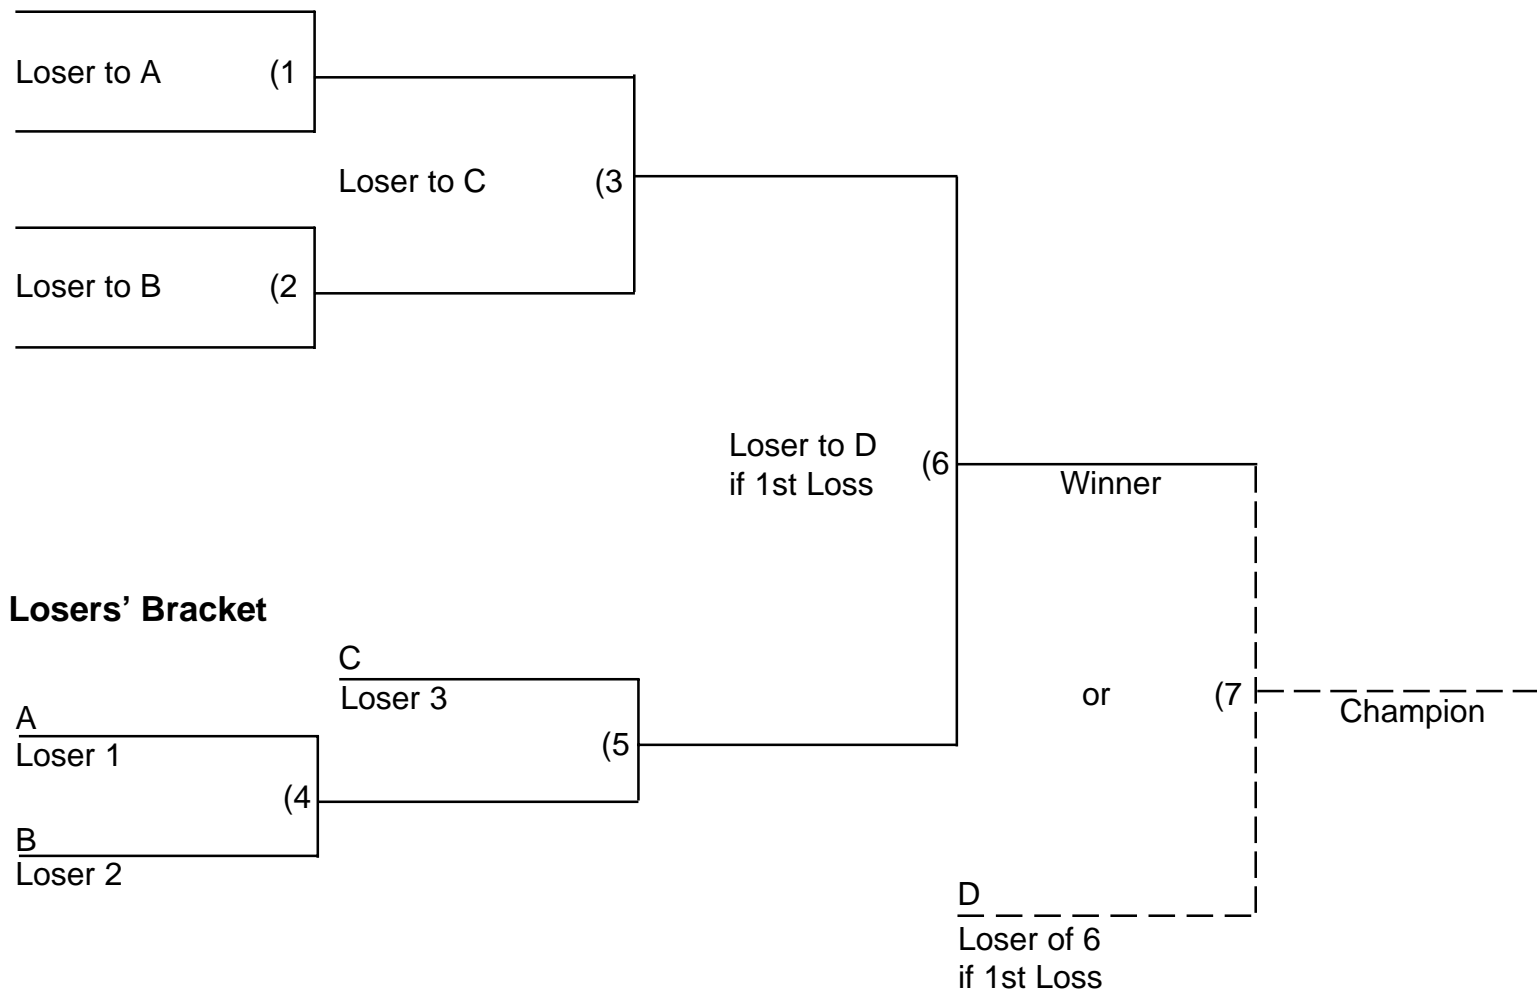 Loser to A (1
Loser to C (3
Loser to B (2
Loser to D
if 1st Loss
(6
Winner
Losers’ Bracket
C
Loser 3
A
Loser 1
(5
(4
B
Loser 2
or (7
Champion
D
Loser of 6
if 1st Loss